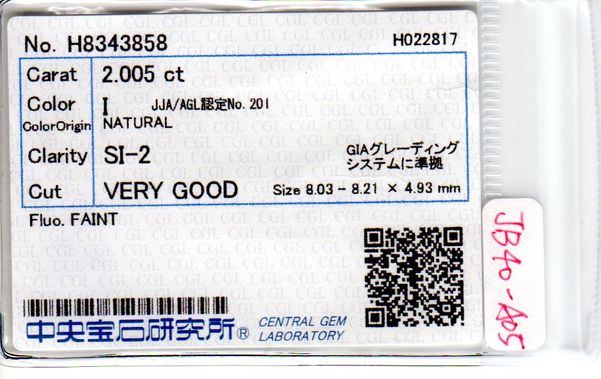 No. H8343858 H022817
Carat 2.005 ct
Color I JJA/AGL認定No.201
ColorOrigin NATURAL
Clarity SI-2 GIAグレーディング
システムに準拠
Cut VERY GOOD Size 8.03 - 8.21 × 4.93 mm
Fluo. FAINT
JB40-A05
中央宝石研究所® CENTRAL GEM
LABORATORY